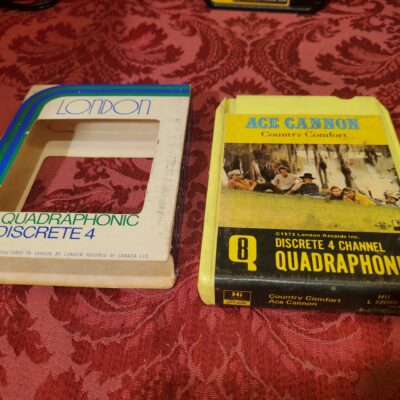 LONDON
QUADRAPHONIC
DISCRETE 4
MANUFACTURED IN CANADA BY LONDON RECORDS OF CANADA LTD.
ACE CANNON
Country Comfort
©1973 London Records Inc.
Q8
DISCRETE 4 CHANNEL
QUADRAPHONI
Hi
Country Comfort
Ace Cannon